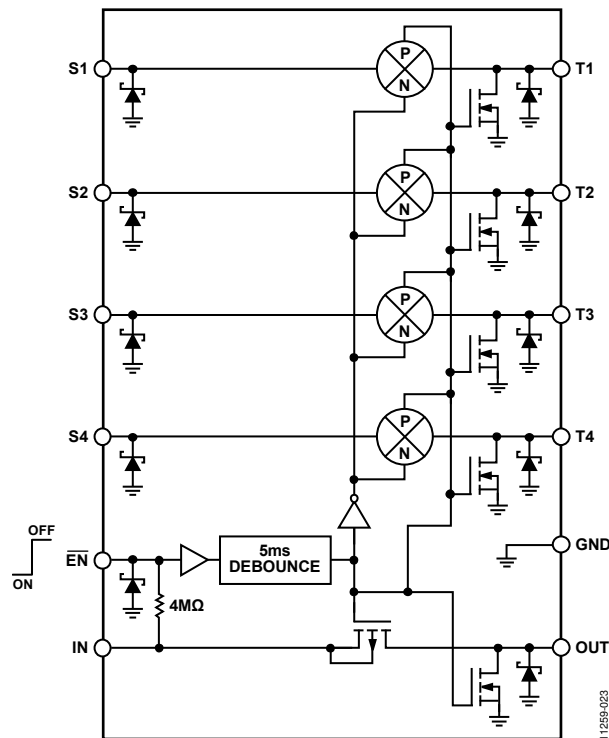 S1
P
N
T1
S2
P
N
T2
S3
P
N
T3
S4
P
N
T4
OFF
ON
EN
5ms
DEBOUNCE
GND
4MΩ
IN
OUT
11259-023